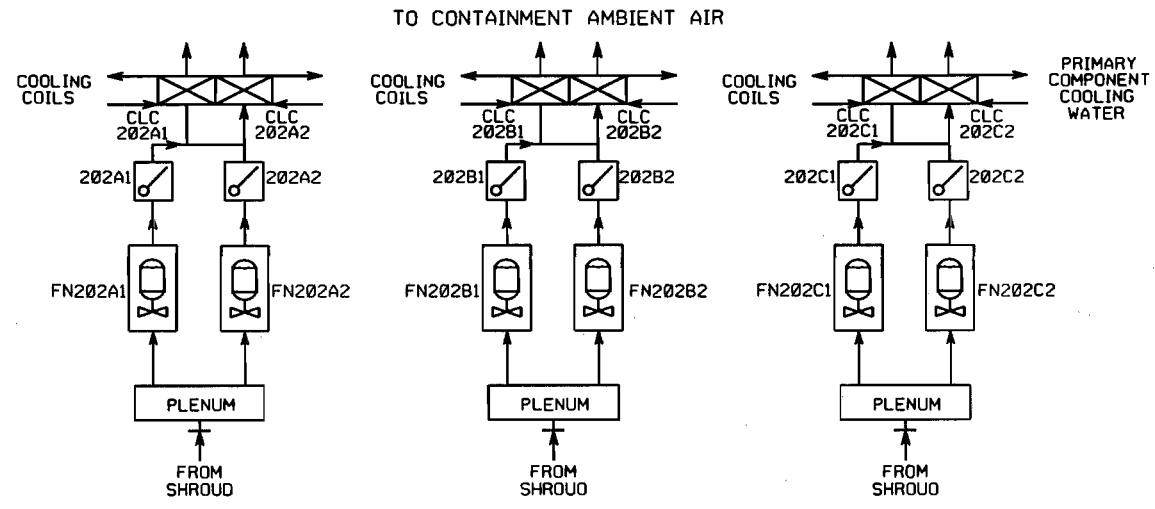 TO CONTAINMENT AMBIENT AIR
COOLING
COILS
CLC
202A1
CLC
202A2
COOLING
COILS
CLC
202B1
CLC
202B2
COOLING
COILS
CLC
202C1
CLC
202C2
PRIMARY
COMPONENT
COOLING
WATER
202A1
202A2
202B1
202B2
202C1
202C2
FN202A1
FN202A2
FN202B1
FN202B2
FN202C1
FN202C2
PLENUM
PLENUM
PLENUM
FROM
SHROUD
FROM
SHROUO
FROM
SHROUO